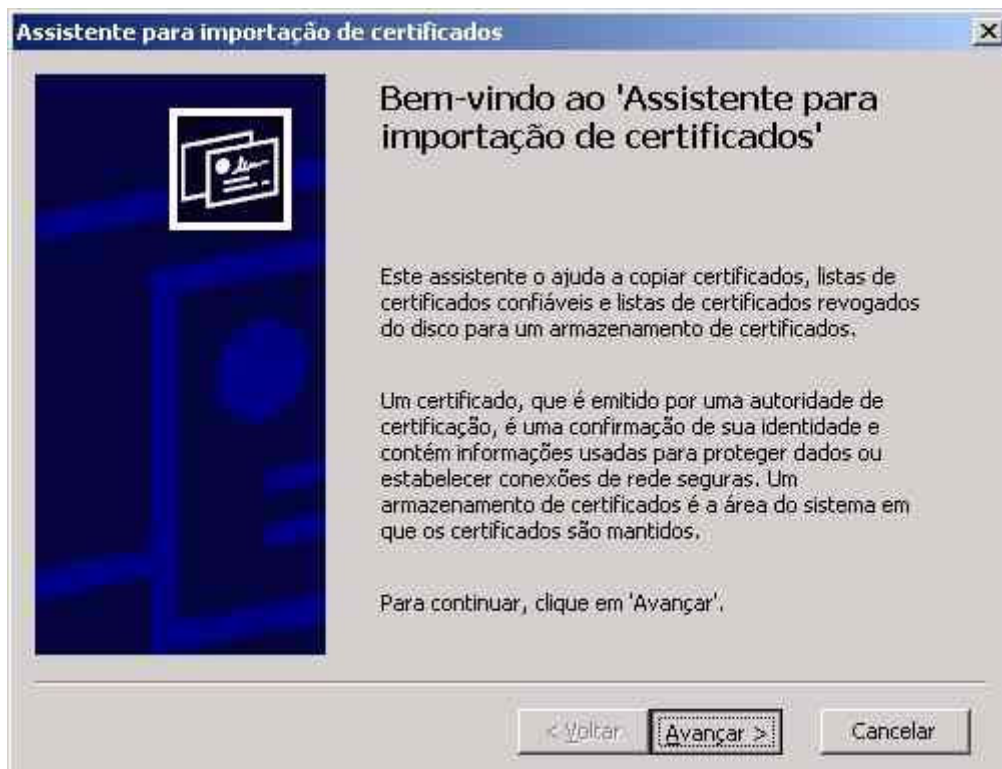 Assistente para importação de certificados
Bem-vindo ao 'Assistente para
importação de certificados'
Este assistente o ajuda a copiar certificados, listas de
certificados confiáveis e listas de certificados revogados
do disco para um armazenamento de certificados.
Um certificado, que é emitido por uma autoridade de
certificação, é uma confirmação de sua identidade e
contém informações usadas para proteger dados ou
estabelecer conexões de rede seguras. Um
armazenamento de certificados é a área do sistema em
que os certificados são mantidos.
Para continuar, clique em 'Avançar'.
< Voltar Avançar > Cancelar